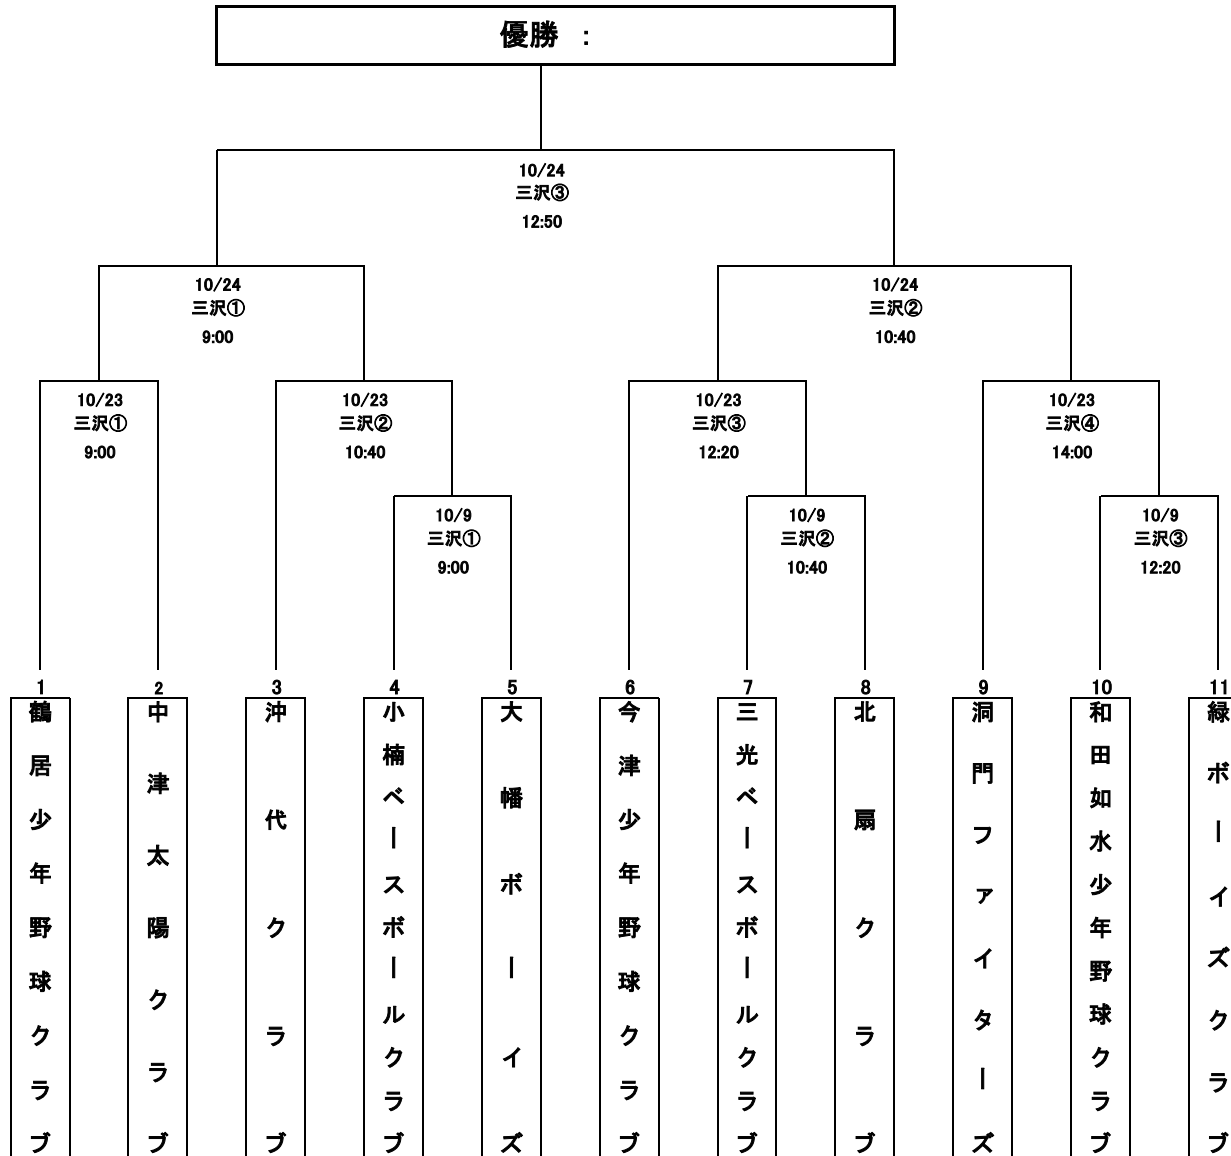 優勝 ：
10/24
三沢③
12:50
10/24
三沢①
9:00
10/24
三沢②
10:40
10/23
三沢①
9:00
10/23
三沢②
10:40
10/23
三沢③
12:20
10/23
三沢④
14:00
10/9
三沢①
9:00
10/9
三沢②
10:40
10/9
三沢③
12:20
1
鶴居少年野球クラブ
2
中津太陽クラブ
3
沖代クラブ
4
小楠ベースボールクラブ
5
大幡ボーイズ
6
今津少年野球クラブ
7
三光ベースボールクラブ
8
北扇クラブ
9
洞門ファイターズ
10
和田如水少年野球クラブ
11
緑ボーイズクラブ